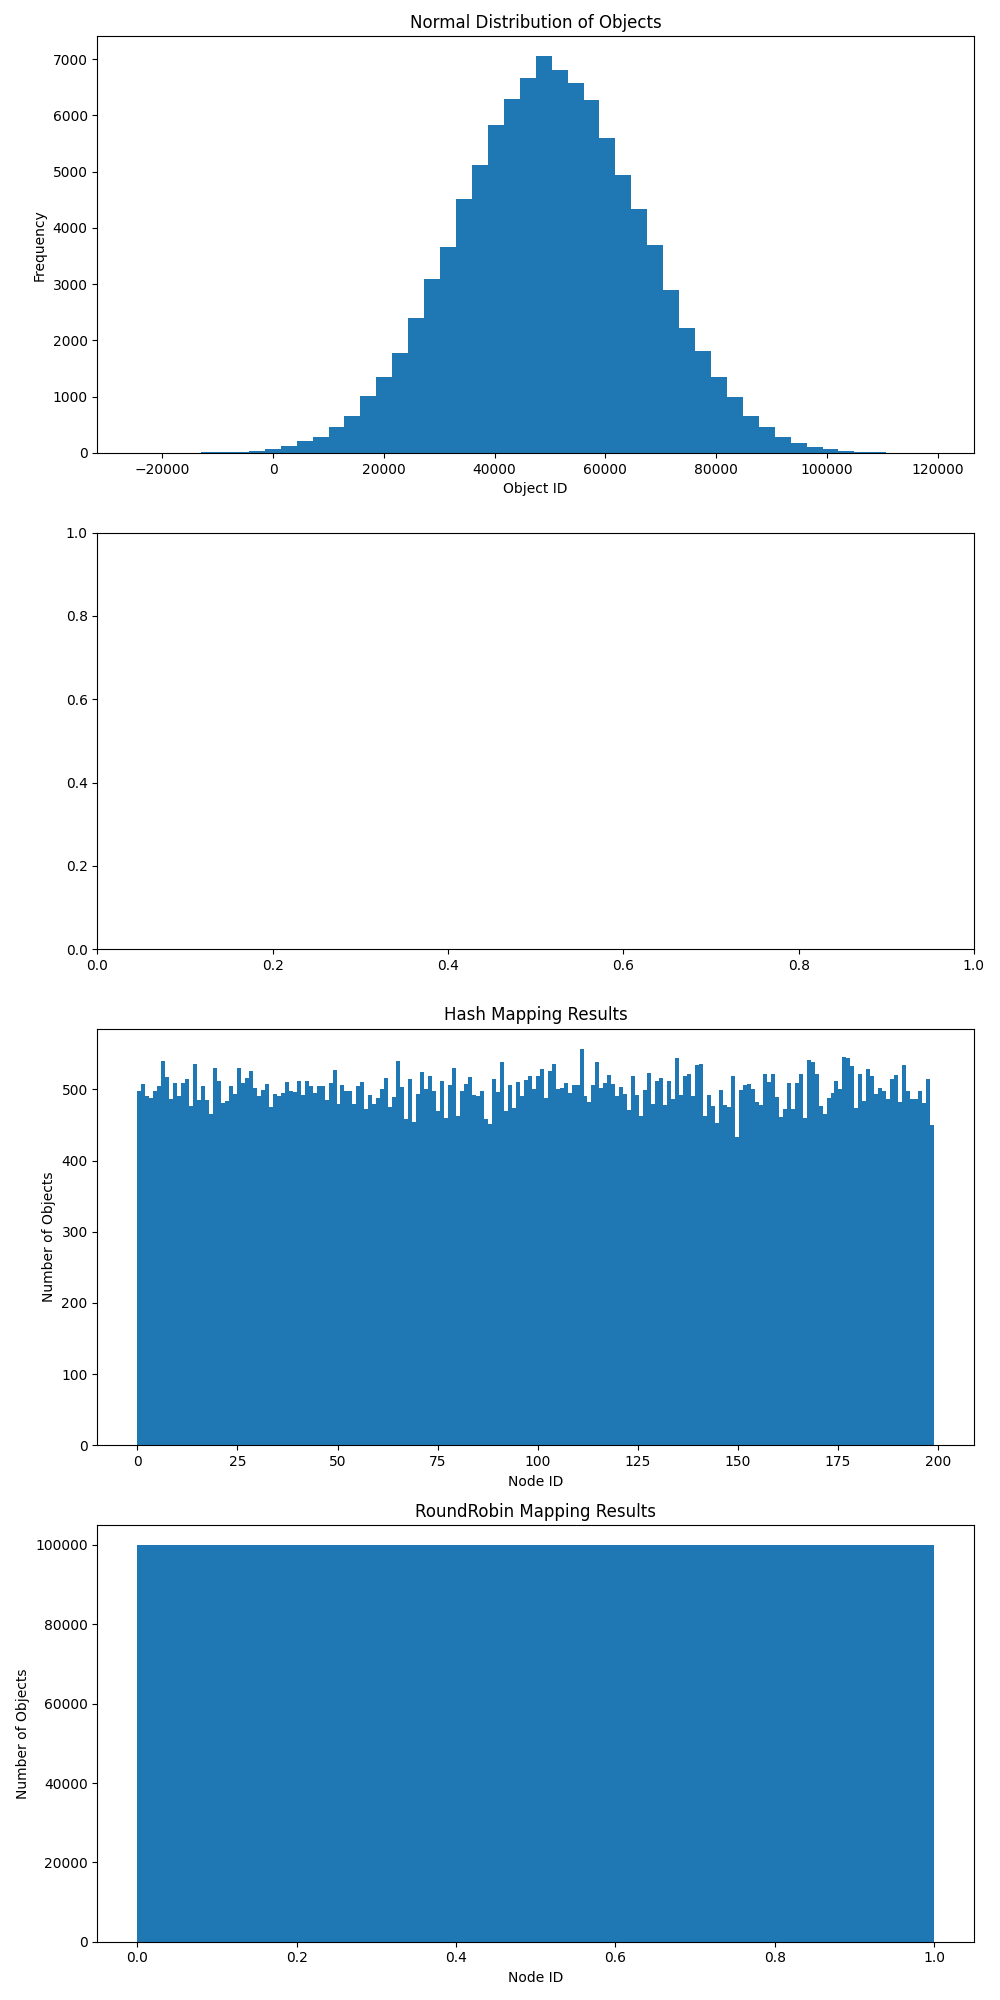 Normal Distribution of Objects
7000
6000
5000
4000
3000
2000
1000
0
Frequency
−20000 0 20000 40000 60000 80000 100000 120000
Object ID
1.0
0.8
0.6
0.4
0.2
0.0
0.0 0.2 0.4 0.6 0.8 1.0
Hash Mapping Results
500
400
300
200
100
0
Number of Objects
0 25 50 75 100 125 150 175 200
Node ID
RoundRobin Mapping Results
100000
80000
60000
40000
20000
0
Number of Objects
0.0 0.2 0.4 0.6 0.8 1.0
Node ID